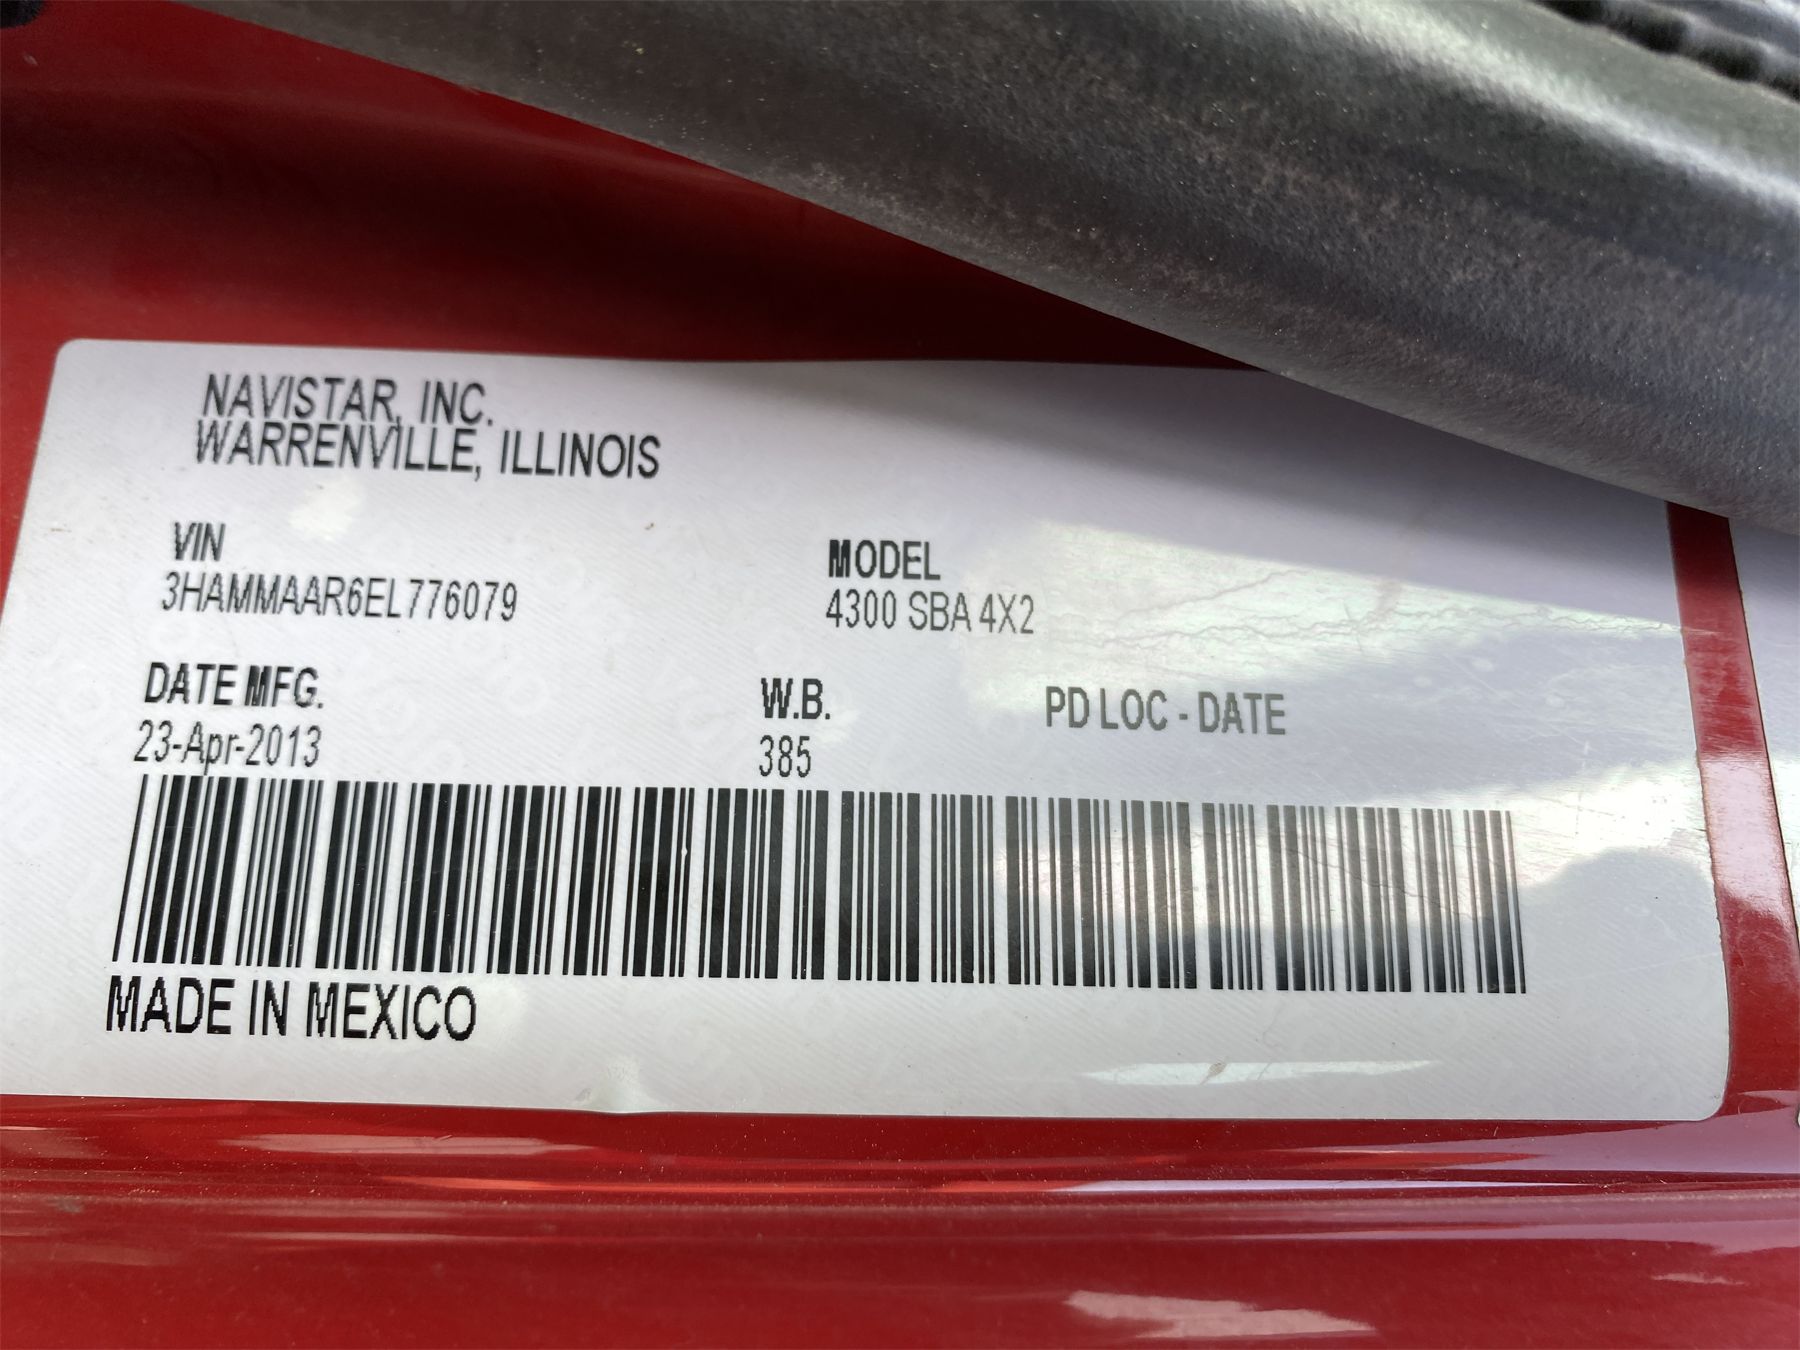 NAVISTAR, INC.
WARRENVILLE, ILLINOIS
VIN
3HAMMAAR6EL776079
MODEL
4300 SBA 4X2
DATE MFG.
23-Apr-2013
W.B.
385
PD LOC - DATE
MADE IN MEXICO